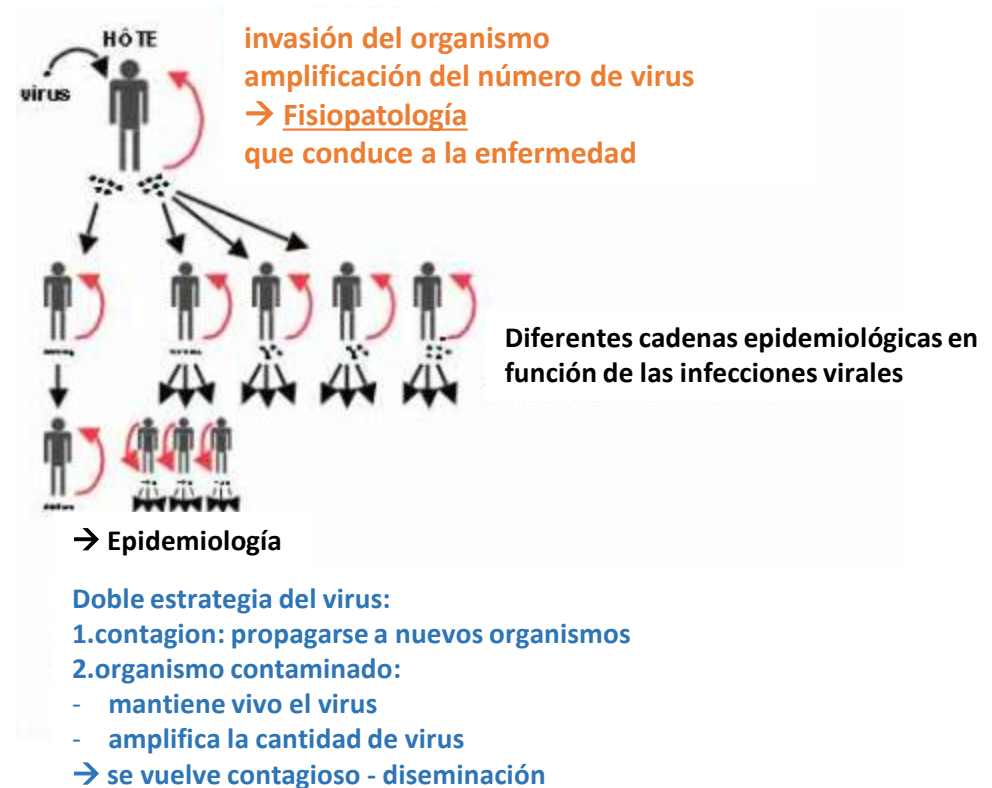 HÔTE
virus
invasión del organismo
amplificación del número de virus
→ Fisiopatología
que conduce a la enfermedad
Diferentes cadenas epidemiológicas en
función de las infecciones virales
→ Epidemiología
Doble estrategia del virus:
1.contagion: propagarse a nuevos organismos
2.organismo contaminado:
- mantiene vivo el virus
- amplifica la cantidad de virus
→ se vuelve contagioso - diseminación